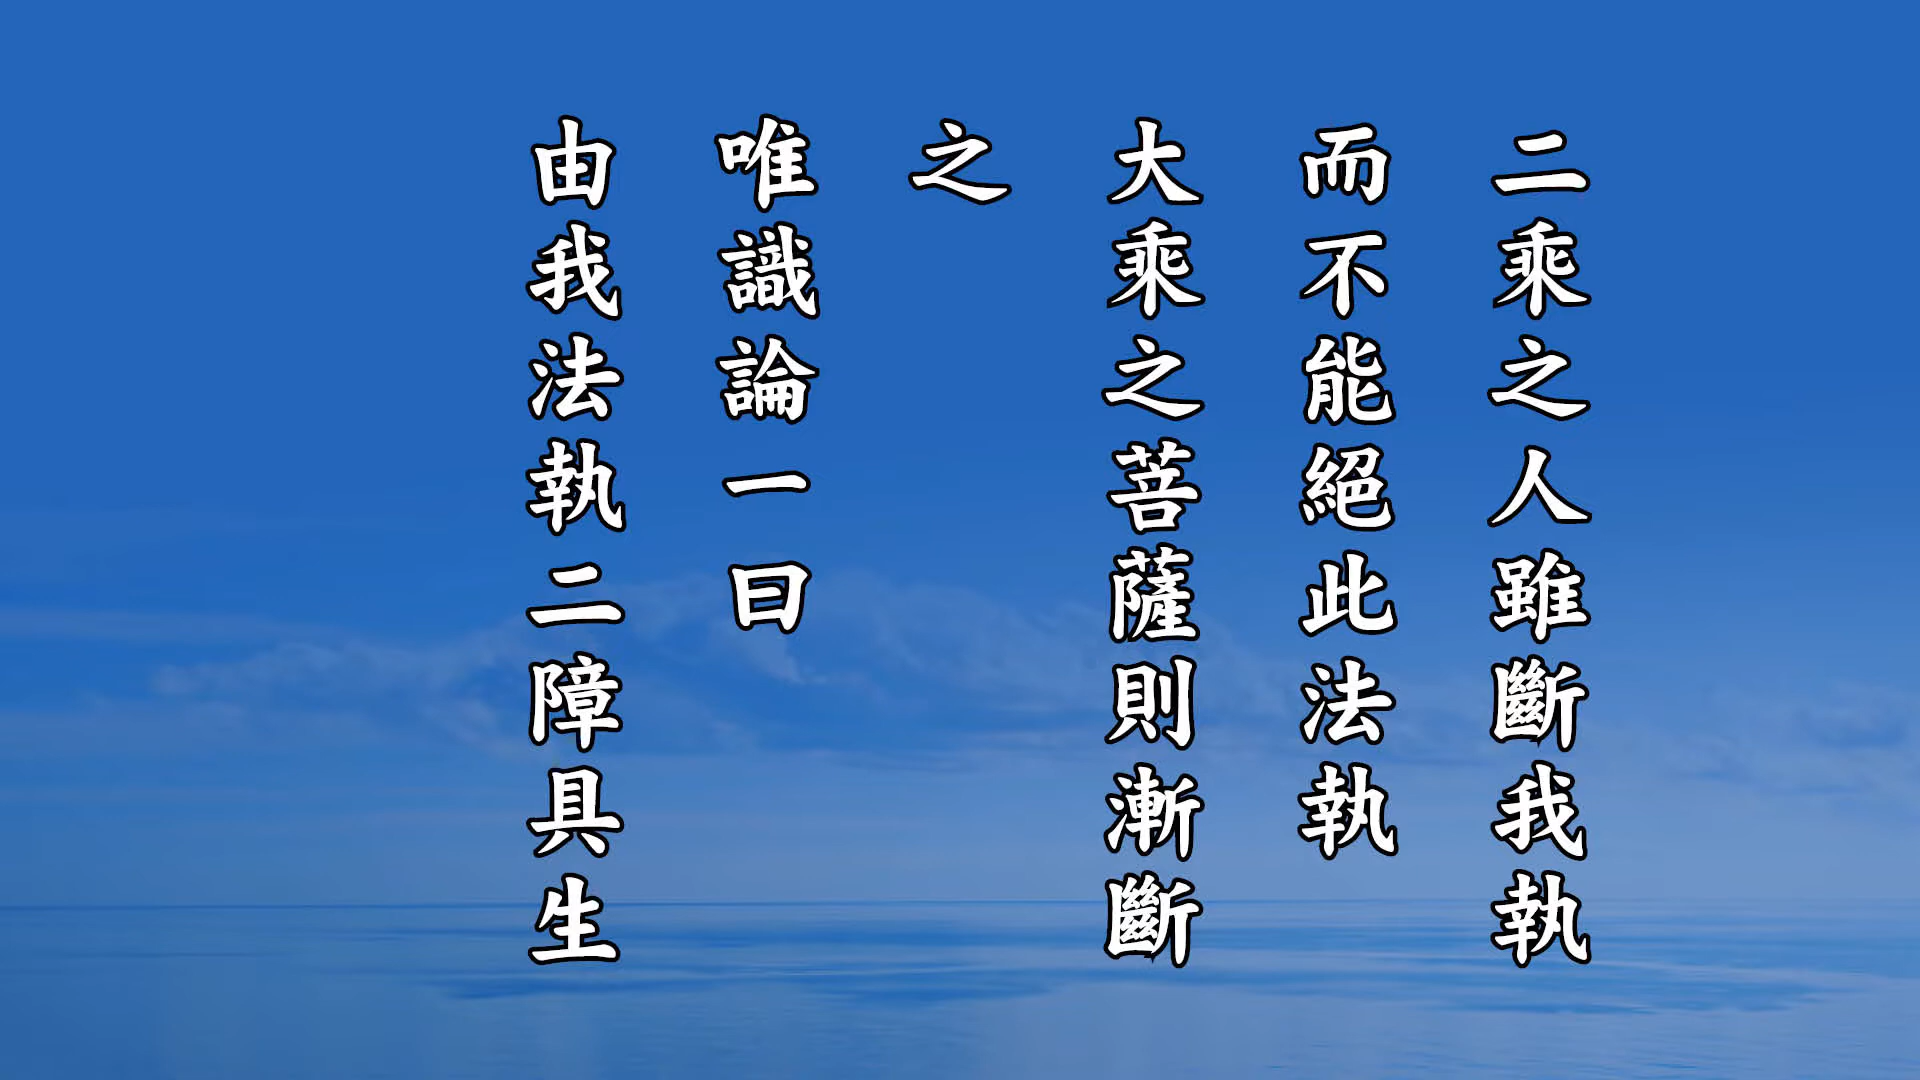 二乘之人雖斷我執
而不能絕此法執
大乘之菩薩則漸斷
之
唯識論一曰
由我法執二障具生